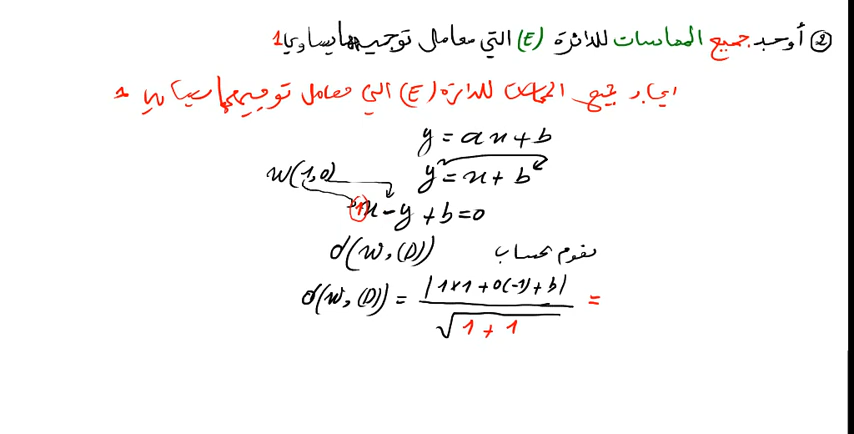 ② أوجد جميع المماسات للدائرة (E) التي معامل توجيهها يساوي 1
ايجاد جميع المماسات للدائرة (E) التي معامل توجيهها يساوي 1
y = ax + b
w(1,0) y = x + b
1x - y + b = 0
نقوم بحساب d(w,(D))
d(w,(D)) = |1×1 + 0(-1) + b| / √(1 + 1) =